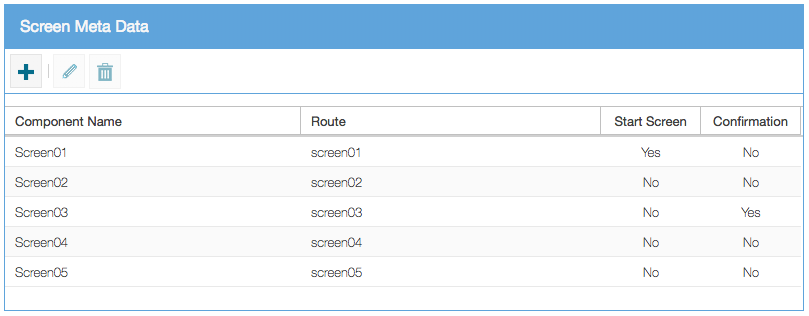 Screen Meta Data
Component Name Route Start Screen Confirmation
Screen01 screen01 Yes No
Screen02 screen02 No No
Screen03 screen03 No Yes
Screen04 screen04 No No
Screen05 screen05 No No